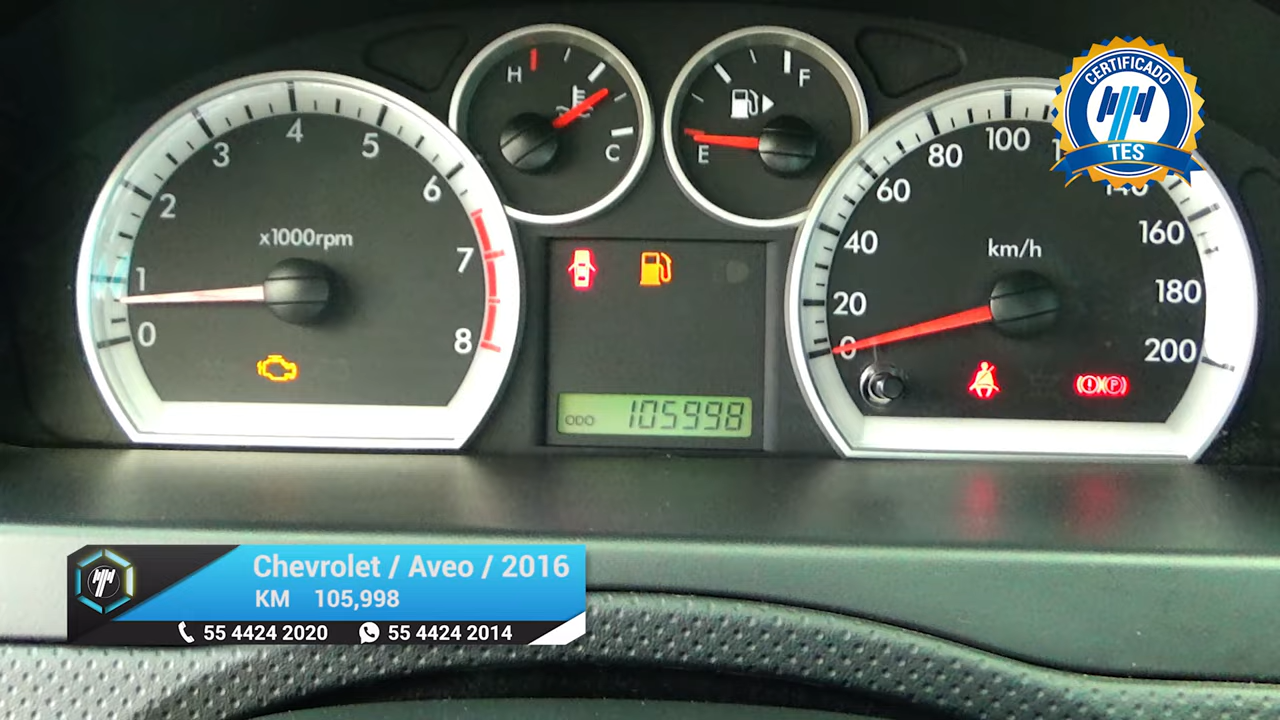 H
C
E
F
0
1
2
3
4
5
6
7
8
x1000rpm
0
20
40
60
80
100
140
160
180
200
km/h
ODO 105998
P
CERTIFICADO
TES
Chevrolet / Aveo / 2016
KM 105,998
55 4424 2020 55 4424 2014